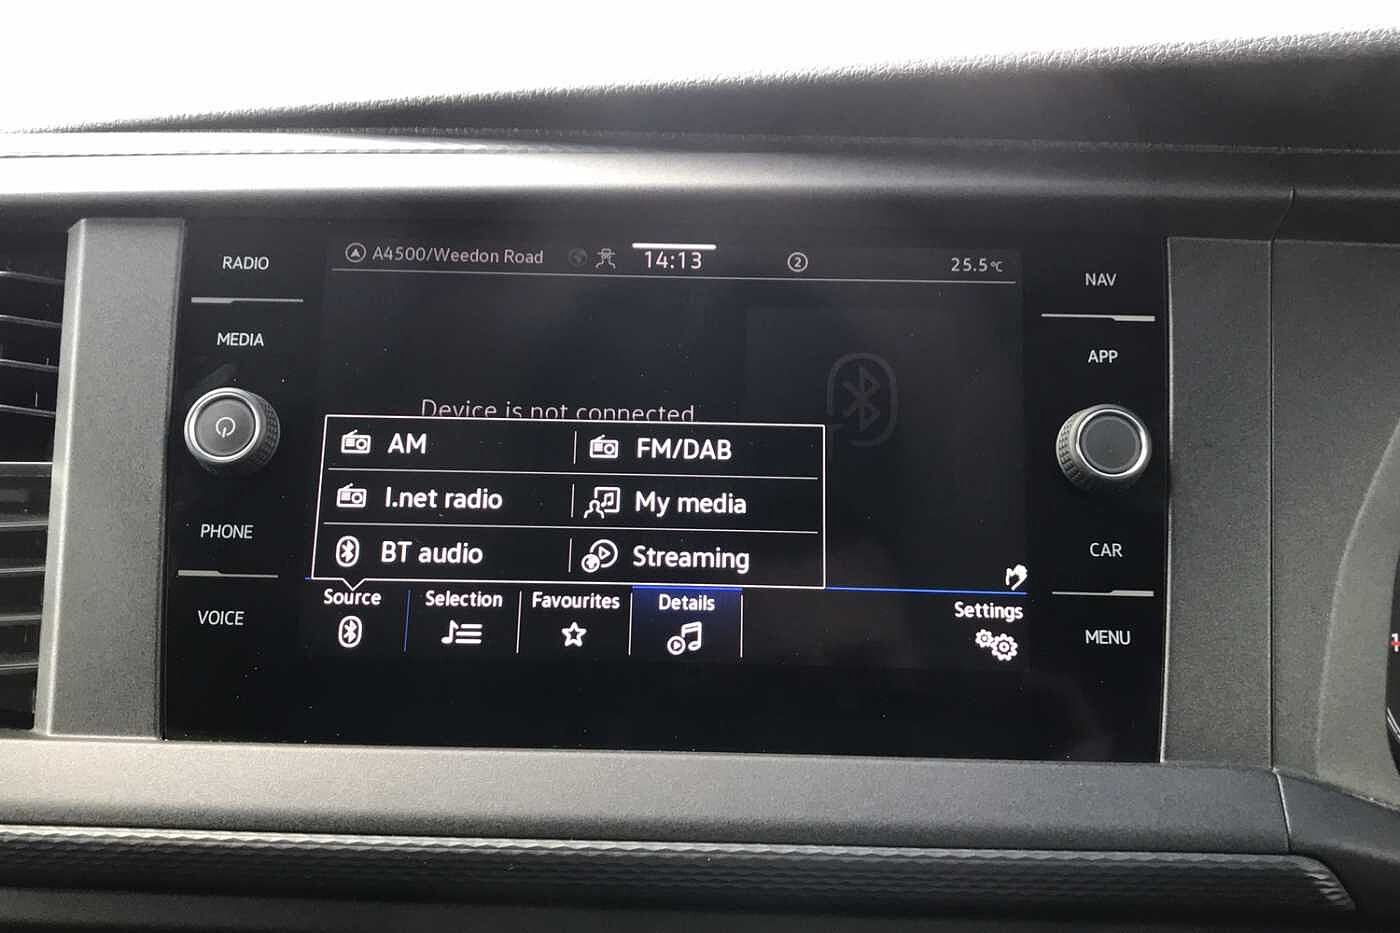 RADIO
MEDIA
PHONE
VOICE
A4500/Weedon Road
14:13
2
25.5°C
Device is not connected.
AM
FM/DAB
I.net radio
My media
BT audio
Streaming
Source
Selection
Favourites
Details
Settings
NAV
APP
CAR
MENU